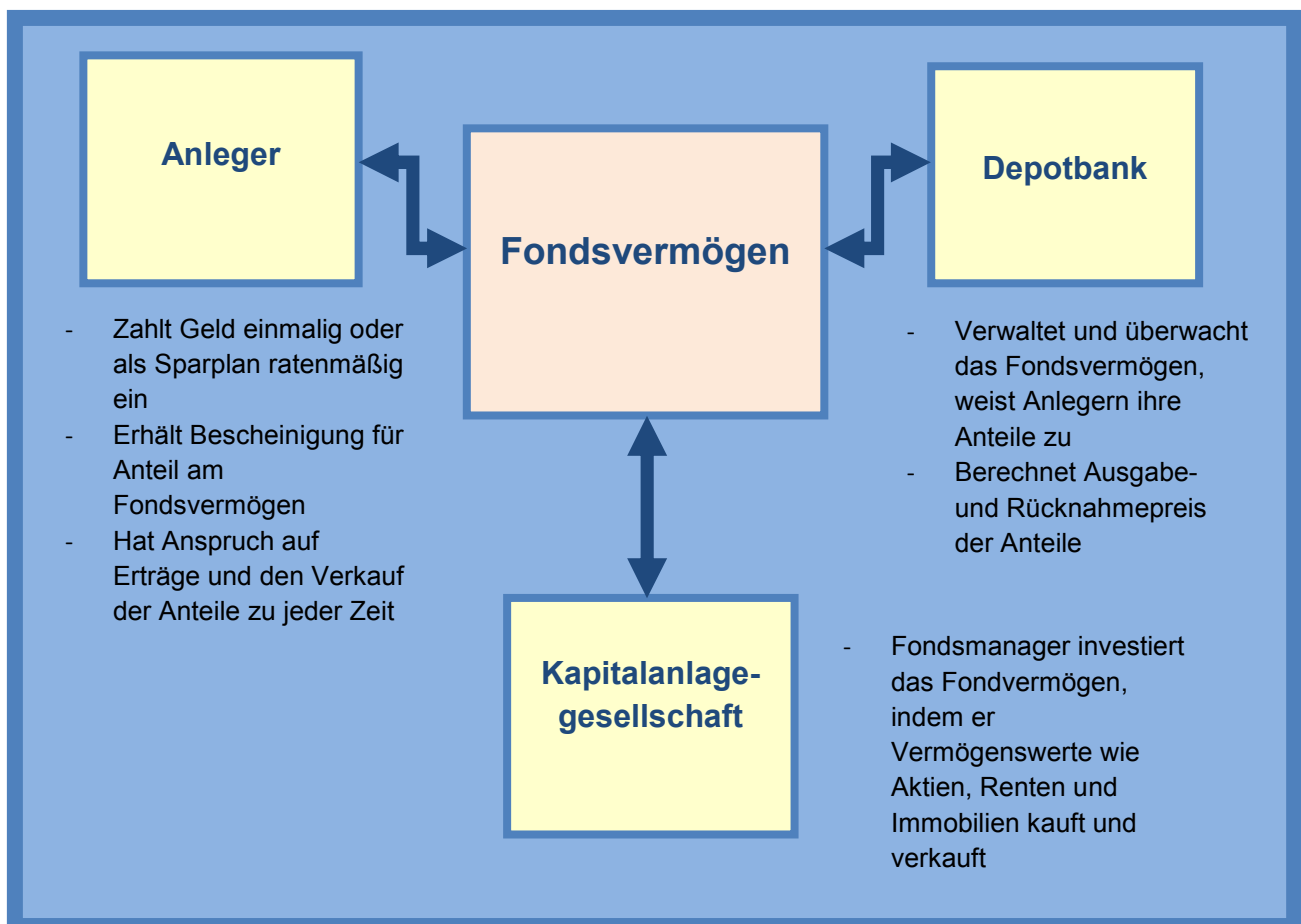 Anleger
Fondsvermögen
Depotbank
- Zahlt Geld einmalig oder
als Sparplan ratenmäßig
ein
- Erhält Bescheinigung für
Anteil am
Fondsvermögen
- Hat Anspruch auf
Erträge und den Verkauf
der Anteile zu jeder Zeit
- Verwaltet und überwacht
das Fondsvermögen,
weist Anlegern ihre
Anteile zu
- Berechnet Ausgabe-
und Rücknahmepreis
der Anteile
Kapitalanlage-
gesellschaft
- Fondsmanager investiert
das Fondvermögen,
indem er
Vermögenswerte wie
Aktien, Renten und
Immobilien kauft und
verkauft